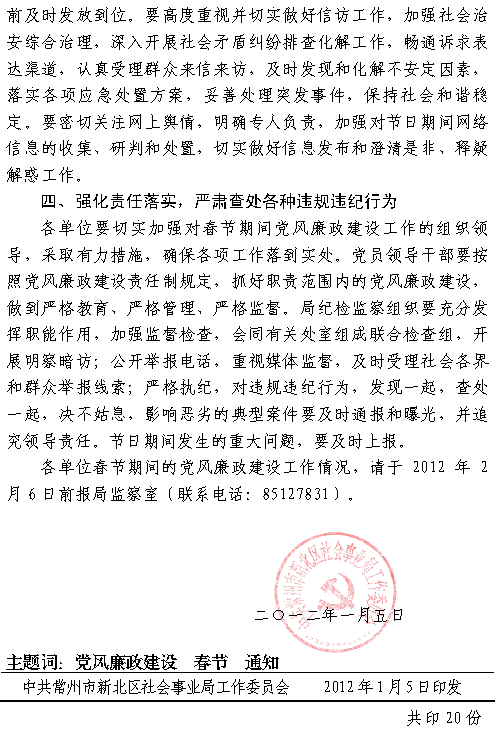 前及时发放到位。要高度重视并切实做好信访工作，加强社会治
安综合治理，深入开展社会矛盾纠纷排查化解工作，畅通诉求表
达渠道，认真受理群众来信来访，及时发现和化解不安定因素，
落实各项应急处置方案，妥善处理突发事件，保持社会和谐稳
定。要密切关注网上舆情，明确专人负责，加强对节日期间网络
信息的收集、研判和处置，切实做好信息发布和澄清是非、释疑
解惑工作。
四、强化责任落实，严肃查处各种违规违纪行为
各单位要切实加强对春节期间党风廉政建设工作的组织领
导，采取有力措施，确保各项工作落到实处。党员领导干部要按
照党风廉政建设责任制规定，抓好职责范围内的党风廉政建设，
做到严格教育、严格管理、严格监督。局纪检监察组织要充分发
挥职能作用，加强监督检查，会同有关处室组成联合检查组，开
展明察暗访；公开举报电话，重视媒体监督，及时受理社会各界
和群众举报线索；严格执纪，对违规违纪行为，发现一起，查处
一起，决不姑息，影响恶劣的典型案件要及时通报和曝光，并追
究领导责任。节日期间发生的重大问题，要及时上报。
各单位春节期间的党风廉政建设工作情况，请于 2012 年 2
月 6 日前报局监察室（联系电话：85127831）。
中共常州市新北区社会事业局工作委员会
二〇一二年一月五日
主题词：党风廉政建设 春节 通知
中共常州市新北区社会事业局工作委员会 2012年1月5日印发
共印20份